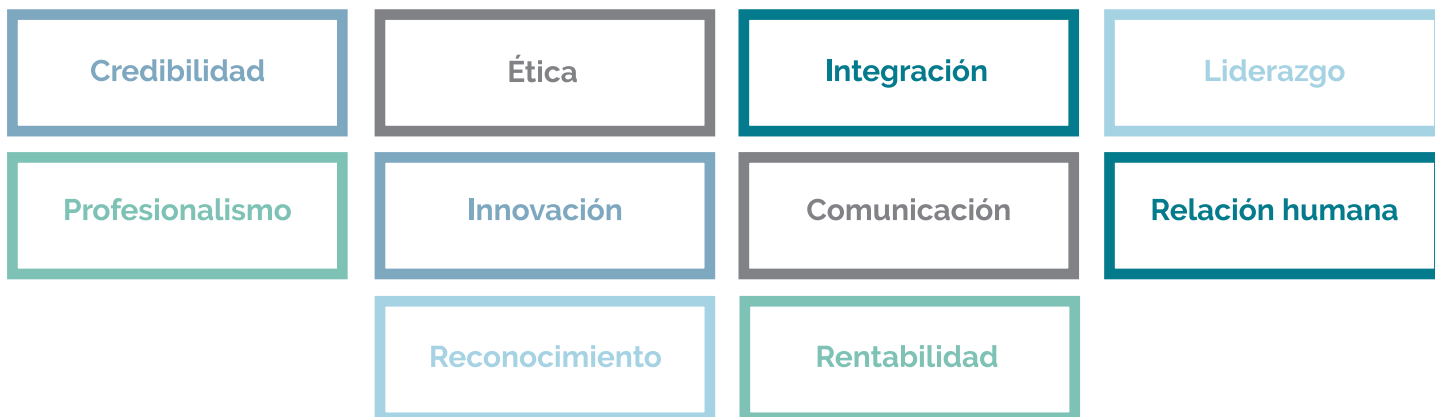 Credibilidad
Ética
Integración
Liderazgo
Profesionalismo
Innovación
Comunicación
Relación humana
Reconocimiento
Rentabilidad